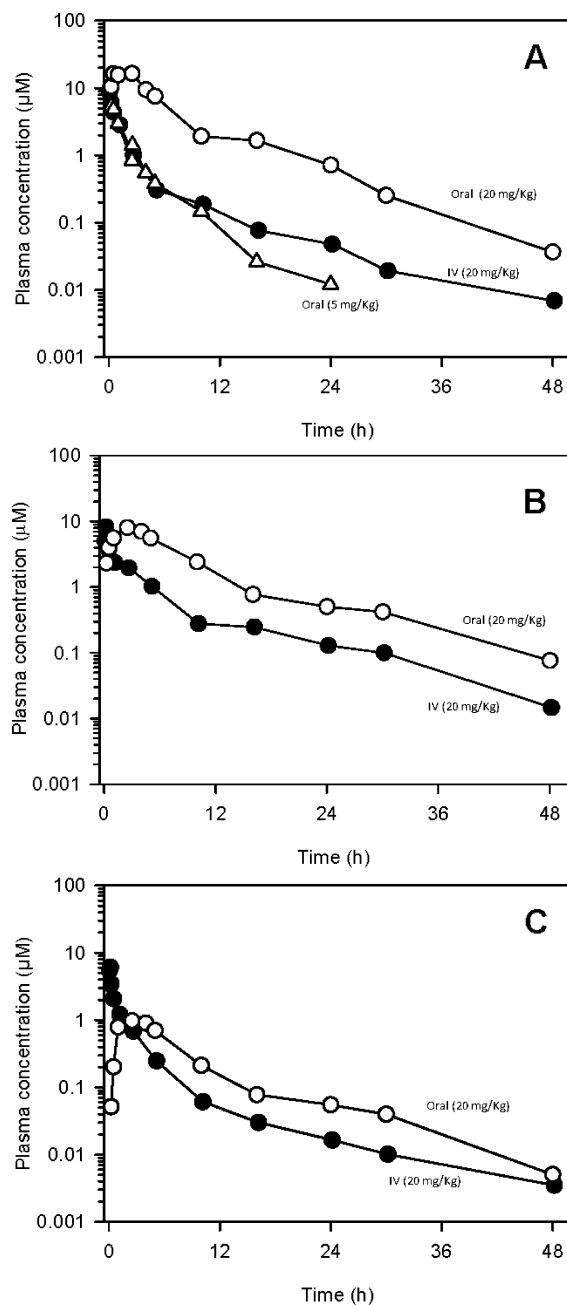 A
100
10
1
0.1
0.01
0.001
Plasma concentration (µM)
Oral (20 mg/Kg)
IV (20 mg/Kg)
Oral (5 mg/Kg)
0 12 24 36 48
Time (h)
B
100
10
1
0.1
0.01
0.001
Plasma concentration (µM)
Oral (20 mg/Kg)
IV (20 mg/Kg)
0 12 24 36 48
Time (h)
C
100
10
1
0.1
0.01
0.001
Plasma concentration (µM)
Oral (20 mg/Kg)
IV (20 mg/Kg)
0 12 24 36 48
Time (h)